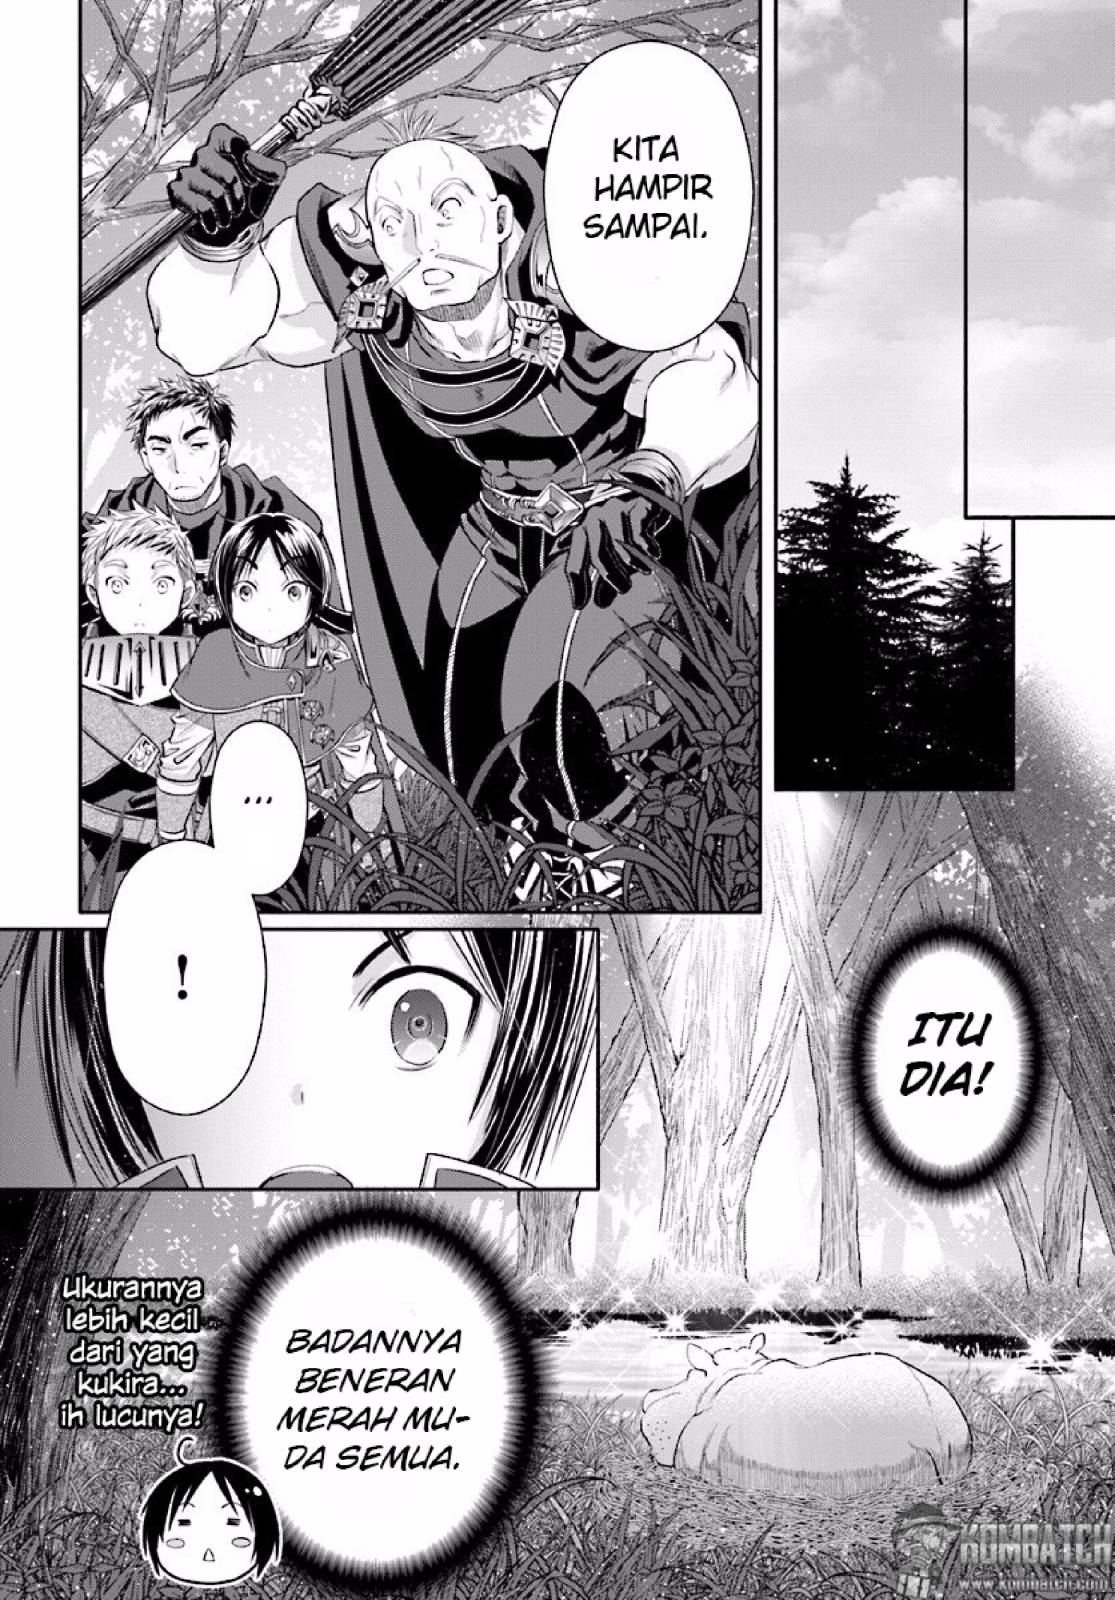 KITA
HAMPIR
SAMPAI.
...
!
ITU
DIA!
BADANNYA
BENERAN
MERAH MU-
DA SEMUA.
Ukurannya
lebih kecil
dari yang
kukira...
ih lucunya!
KOMBATCH
www.kombatch.com